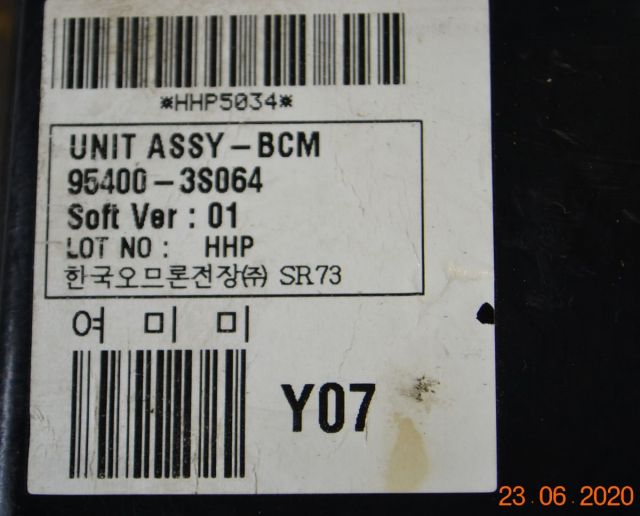 *HHP5034*
UNIT ASSY-BCM
95400-3S064
Soft Ver : 01
LOT NO : HHP
한국오므론전장㈜ SR73
여 미 미
Y07
23 06 2020